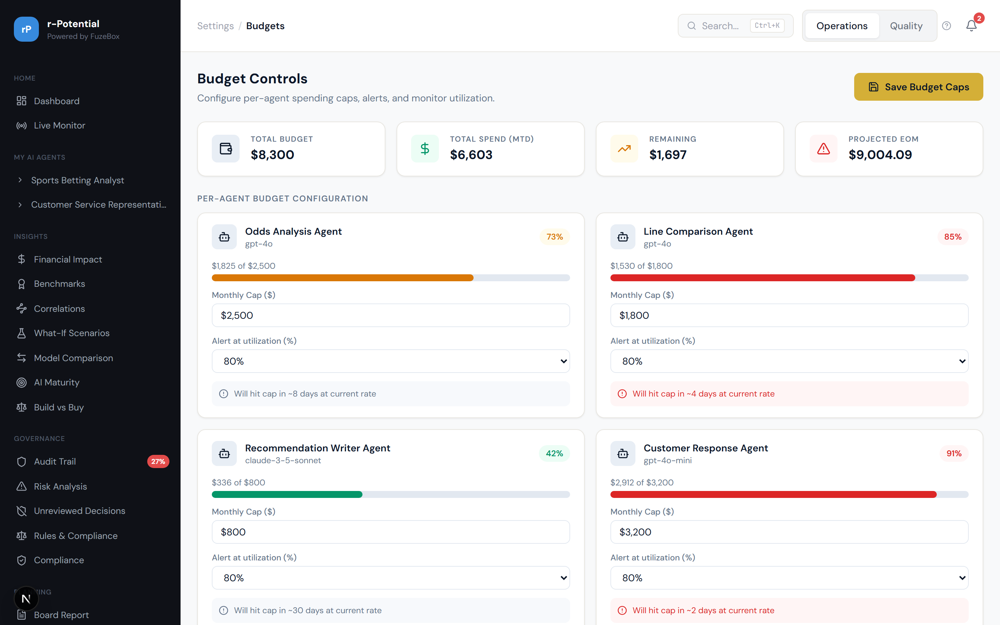 rP
r-Potential
Powered by FuzeBox
HOME
Dashboard
Live Monitor
MY AI AGENTS
Sports Betting Analyst
Customer Service Representati...
INSIGHTS
Financial Impact
Benchmarks
Correlations
What-If Scenarios
Model Comparison
AI Maturity
Build vs Buy
GOVERNANCE
Audit Trail 27%
Risk Analysis
Unreviewed Decisions
Rules & Compliance
Compliance
N
Board Report
Settings / Budgets
Search... Ctrl+K
Operations Quality
2
Budget Controls
Configure per-agent spending caps, alerts, and monitor utilization.
Save Budget Caps
TOTAL BUDGET
$8,300
TOTAL SPEND (MTD)
$6,603
REMAINING
$1,697
PROJECTED EOM
$9,004.09
PER-AGENT BUDGET CONFIGURATION
Odds Analysis Agent
gpt-4o
73%
$1,825 of $2,500
Monthly Cap ($)
$2,500
Alert at utilization (%)
80%
Will hit cap in ~8 days at current rate
Line Comparison Agent
gpt-4o
85%
$1,530 of $1,800
Monthly Cap ($)
$1,800
Alert at utilization (%)
80%
Will hit cap in ~4 days at current rate
Recommendation Writer Agent
claude-3-5-sonnet
42%
$336 of $800
Monthly Cap ($)
$800
Alert at utilization (%)
80%
Will hit cap in ~30 days at current rate
Customer Response Agent
gpt-4o-mini
91%
$2,912 of $3,200
Monthly Cap ($)
$3,200
Alert at utilization (%)
80%
Will hit cap in ~2 days at current rate